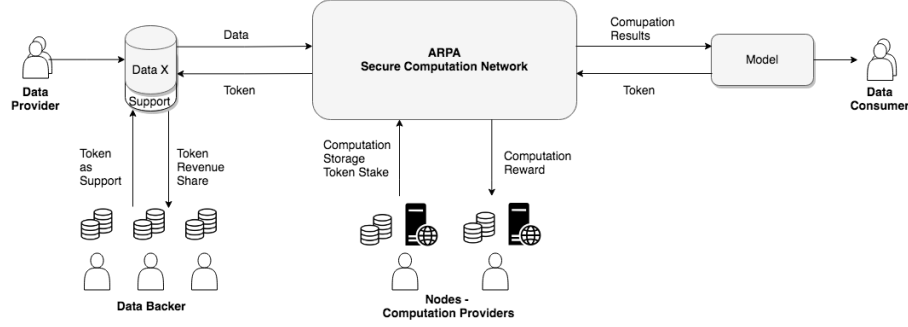 Data
Provider
Data X
Support
Data
Token
ARPA
Secure Computation Network
Comupation
Results
Token
Model
Data
Consumer
Token
as
Support
Token
Revenue
Share
Computation
Storage
Token Stake
Computation
Reward
Data Backer
Nodes -
Computation Providers